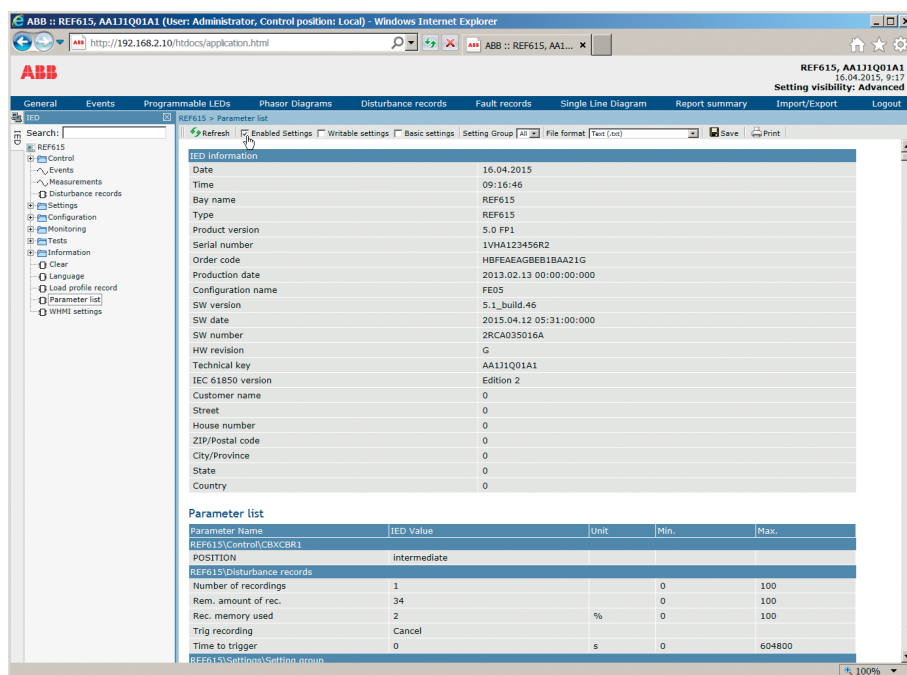 ABB :: REF615, AA1J1Q01A1 (User: Administrator, Control position: Local) - Windows Internet Explorer
http://192.168.2.10/htdocs/application.html
ABB :: REF615, AA1...
ABB
REF615, AA1J1Q01A1
16.04.2015, 9:17
Setting visibility: Advanced
General Events Programmable LEDs Phasor Diagrams Disturbance records Fault records Single Line Diagram Report summary Import/Export Logout
IED
REF615 > Parameter list
IED
Search:
Refresh Enabled Settings Writable settings Basic settings Setting Group All File format Text (.txt) Save Print
REF615
Control
Events
Measurements
Disturbance records
Settings
Configuration
Monitoring
Tests
Information
Clear
Language
Load profile record
Parameter list
WHMI settings
IED information
Date 16.04.2015
Time 09:16:46
Bay name REF615
Type REF615
Product version 5.0 FP1
Serial number 1VHA123456R2
Order code HBFEAEAGBEB1BAA21G
Production date 2013.02.13 00:00:00:000
Configuration name FE05
SW version 5.1_build.46
SW date 2015.04.12 05:31:00:000
SW number 2RCA035016A
HW revision G
Technical key AA1J1Q01A1
IEC 61850 version Edition 2
Customer name 0
Street 0
House number 0
ZIP/Postal code 0
City/Province 0
State 0
Country 0
Parameter list
Parameter Name IED Value Unit Min. Max.
REF615\Control\CBXCBR1
POSITION intermediate
REF615\Disturbance records
Number of recordings 1 0 100
Rem. amount of rec. 34 0 100
Rec. memory used 2 % 0 100
Trig recording Cancel
Time to trigger 0 s 0 604800
REF615\Settings\Setting group
100%